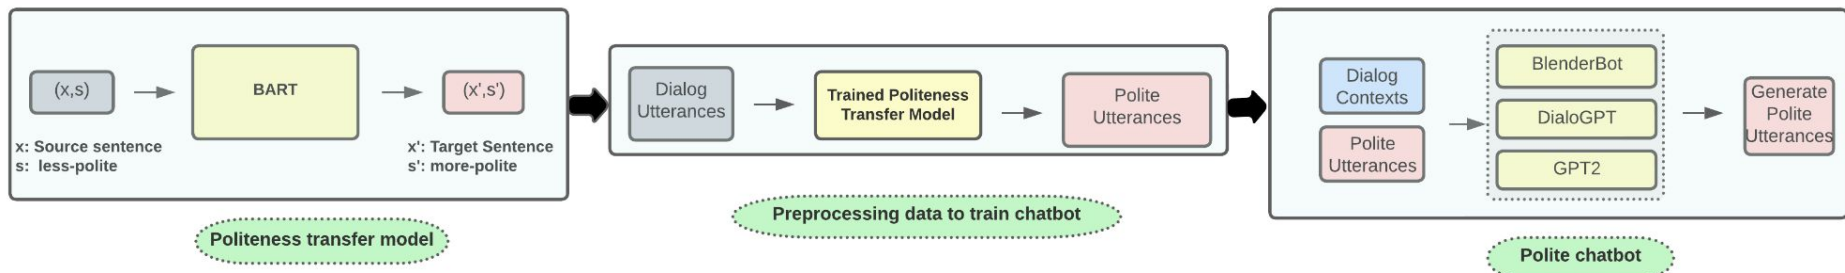 (x,s)
BART
(x',s')
x: Source sentence
s: less-polite
x': Target Sentence
s': more-polite
Politeness transfer model
Dialog
Utterances
Trained Politeness
Transfer Model
Polite
Utterances
Preprocessing data to train chatbot
Dialog
Contexts
Polite
Utterances
BlenderBot
DialoGPT
GPT2
Generate
Polite
Utterances
Polite chatbot